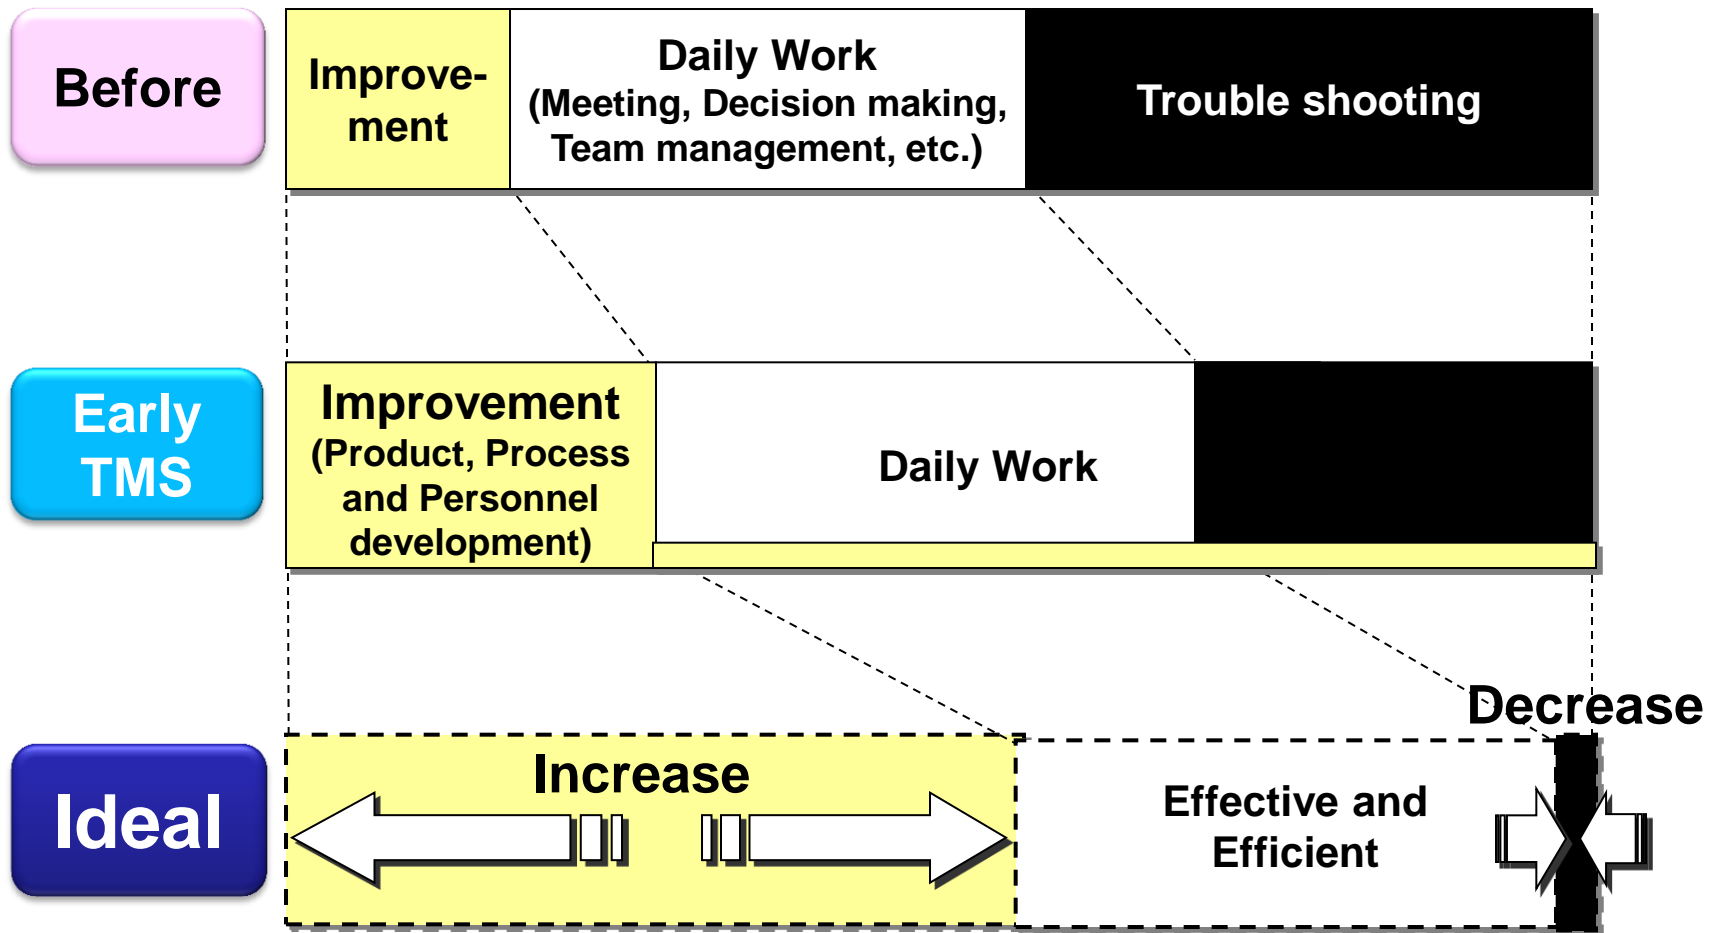 Before
Improve-
ment
Daily Work
(Meeting, Decision making,
Team management, etc.)
Trouble shooting
Early
TMS
Improvement
(Product, Process
and Personnel
development)
Daily Work
Decrease
Ideal
Increase
Effective and
Efficient